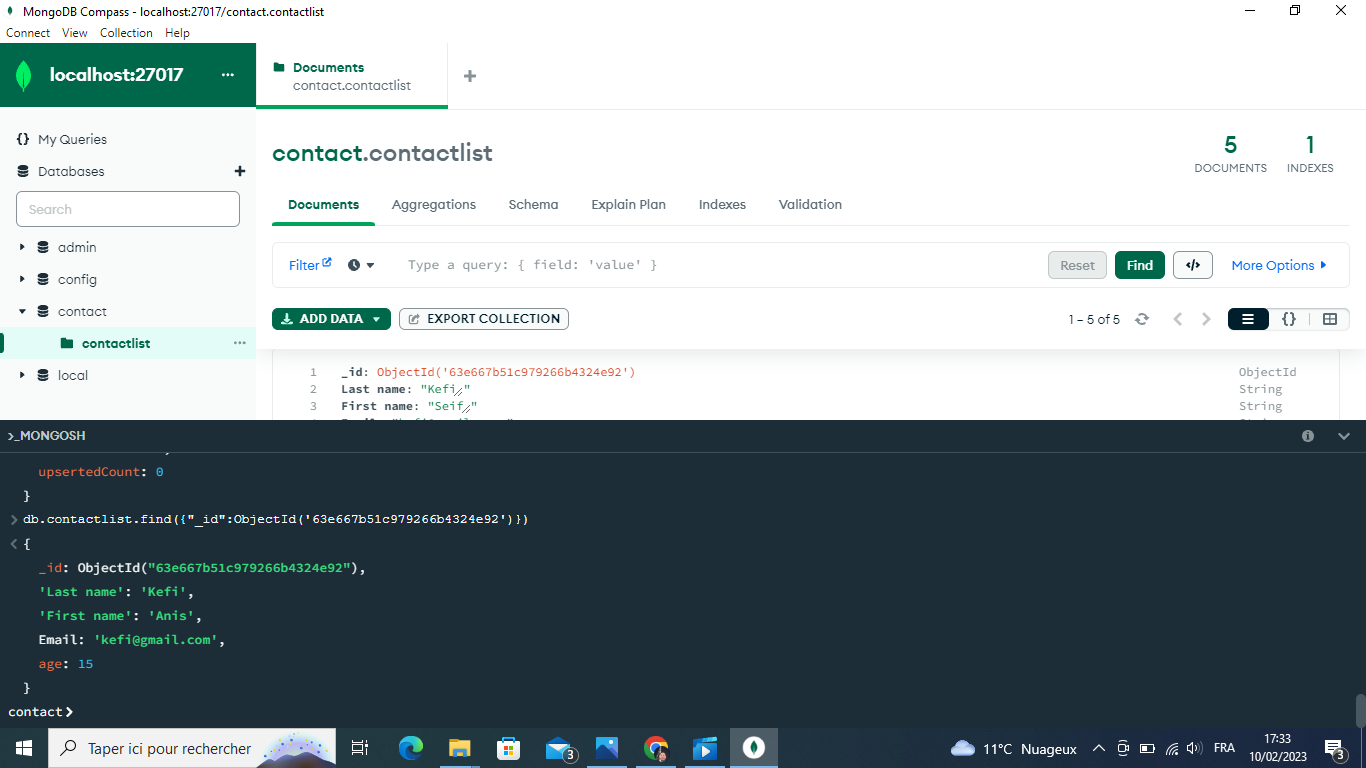 MongoDB Compass - localhost:27017/contact.contactlist
Connect View Collection Help
localhost:27017 ...
Documents
contact.contactlist
{} My Queries
Databases
Search
admin
config
contact
contactlist ...
local
contact.contactlist
5
DOCUMENTS
1
INDEXES
Documents Aggregations Schema Explain Plan Indexes Validation
Filter Type a query: { field: 'value' } Reset Find </> More Options
ADD DATA EXPORT COLLECTION 1 – 5 of 5 {}
1 _id: ObjectId('63e667b51c979266b4324e92') ObjectId
2 Last name: "Kefi" String
3 First name: "Seif" String
>_MONGOSH
upsertedCount: 0
}
db.contactlist.find({"_id":ObjectId('63e667b51c979266b4324e92')})
{
_id: ObjectId("63e667b51c979266b4324e92"),
'Last name': 'Kefi',
'First name': 'Anis',
Email: 'kefi@gmail.com',
age: 15
}
contact>
Taper ici pour rechercher 3 11°C Nuageux FRA 17:33
10/02/2023 3